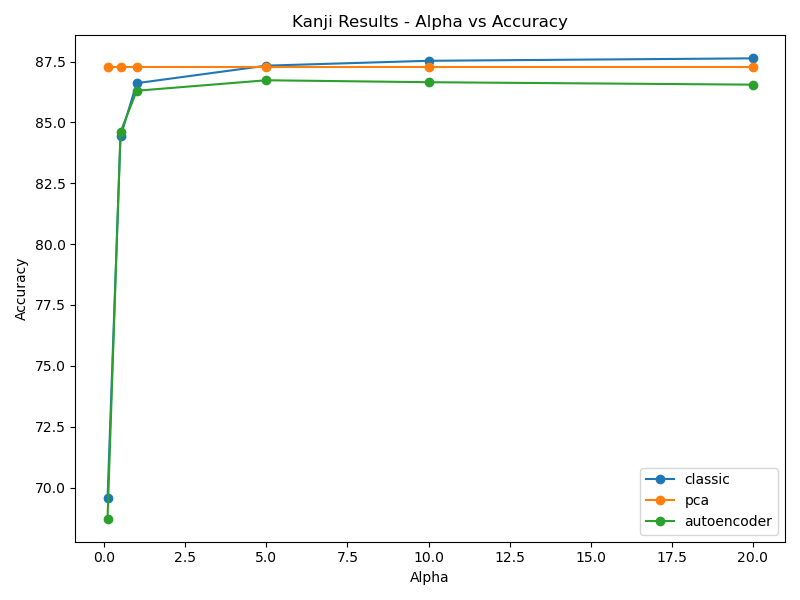 Kanji Results - Alpha vs Accuracy
87.5
85.0
82.5
80.0
77.5
75.0
72.5
70.0
Accuracy
0.0 2.5 5.0 7.5 10.0 12.5 15.0 17.5 20.0
Alpha
classic
pca
autoencoder